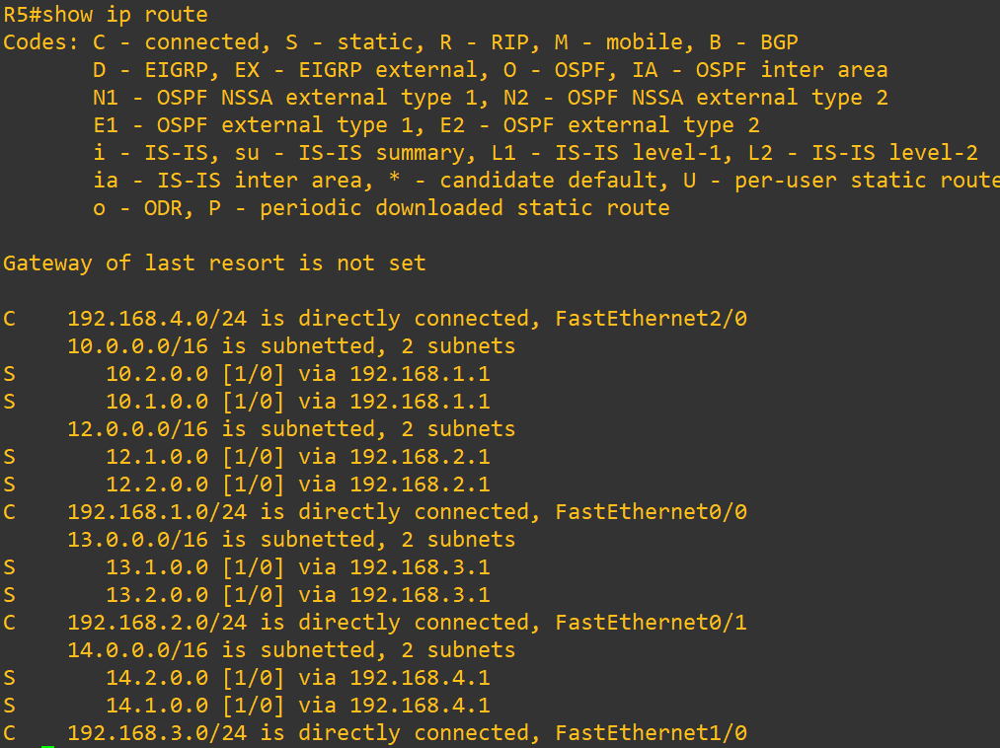 R5#show ip route
Codes: C - connected, S - static, R - RIP, M - mobile, B - BGP
       D - EIGRP, EX - EIGRP external, O - OSPF, IA - OSPF inter area
       N1 - OSPF NSSA external type 1, N2 - OSPF NSSA external type 2
       E1 - OSPF external type 1, E2 - OSPF external type 2
       i - IS-IS, su - IS-IS summary, L1 - IS-IS level-1, L2 - IS-IS level-2
       ia - IS-IS inter area, * - candidate default, U - per-user static route
       o - ODR, P - periodic downloaded static route

Gateway of last resort is not set

C    192.168.4.0/24 is directly connected, FastEthernet2/0
     10.0.0.0/16 is subnetted, 2 subnets
S       10.2.0.0 [1/0] via 192.168.1.1
S       10.1.0.0 [1/0] via 192.168.1.1
     12.0.0.0/16 is subnetted, 2 subnets
S       12.1.0.0 [1/0] via 192.168.2.1
S       12.2.0.0 [1/0] via 192.168.2.1
C    192.168.1.0/24 is directly connected, FastEthernet0/0
     13.0.0.0/16 is subnetted, 2 subnets
S       13.1.0.0 [1/0] via 192.168.3.1
S       13.2.0.0 [1/0] via 192.168.3.1
C    192.168.2.0/24 is directly connected, FastEthernet0/1
     14.0.0.0/16 is subnetted, 2 subnets
S       14.2.0.0 [1/0] via 192.168.4.1
S       14.1.0.0 [1/0] via 192.168.4.1
C    192.168.3.0/24 is directly connected, FastEthernet1/0